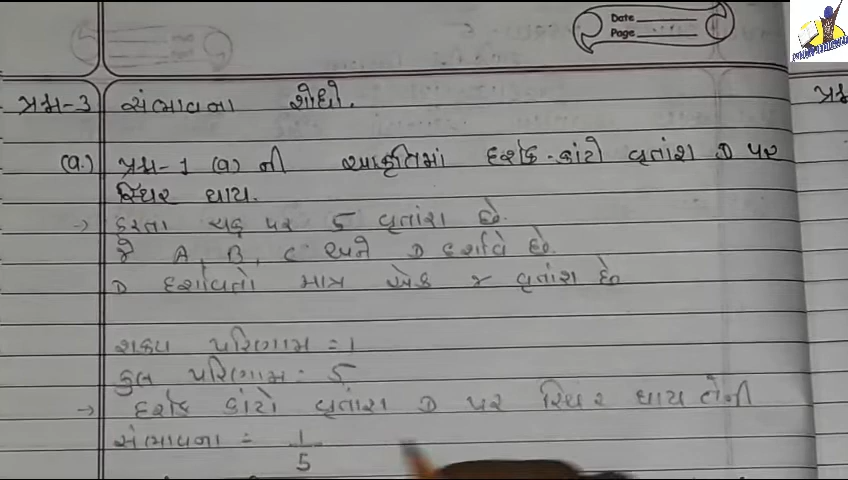 Date
Page
પ્રશ્ન-3 સંભાવના શોધો.
પ્રશ્ન
(a.) પ્રશ્ન-1 (a) ની આકૃતિમાં દર્શક-કાંટો વૃતાંશ D પર
સ્થિર થાય.
→ ફરતા ચક્ર પર 5 વૃતાંશ છે.
જે A, B, C અને D દર્શાવે છે.
D દર્શાવતો માત્ર એક જ વૃતાંશ છે
શક્ય પરિણામ = 1
કુલ પરિણામ = 5
→ દર્શક કાંટો વૃતાંશ D પર સ્થિર થાય તેની
સંભાવના = 1
5